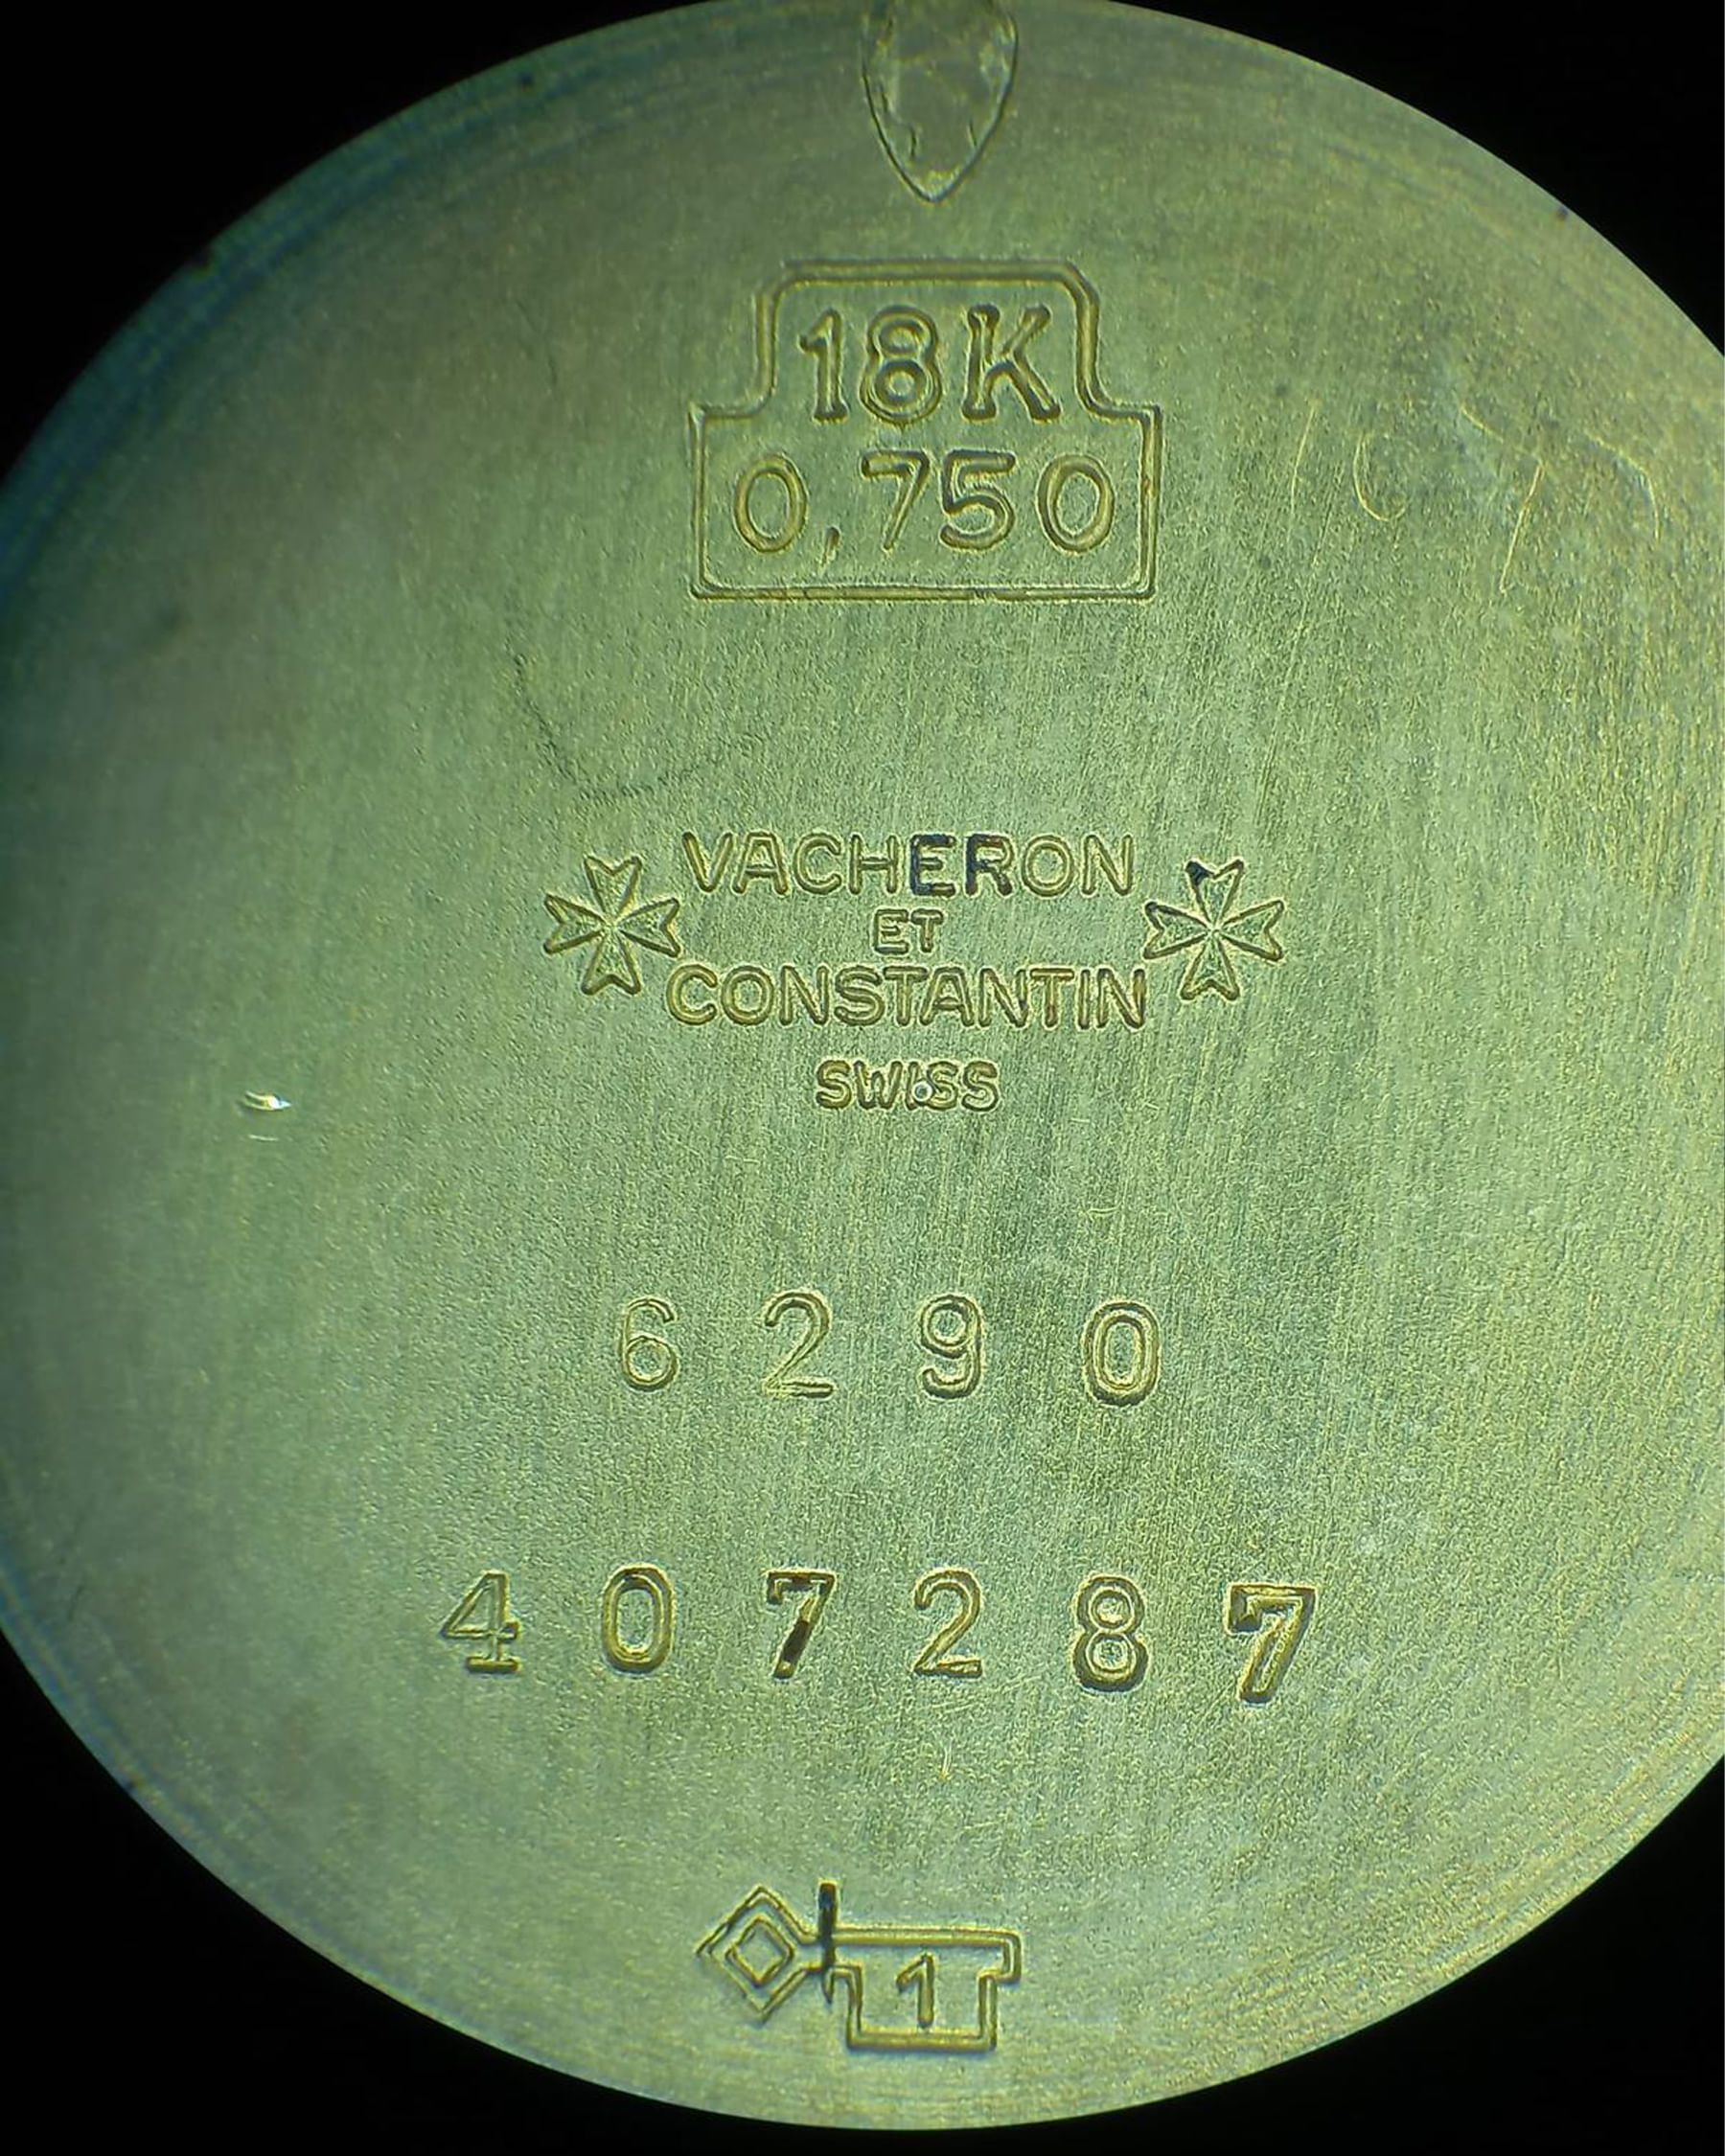 18K
0,750
VACHERON
ET
CONSTANTIN
SWISS
6290
407287
1